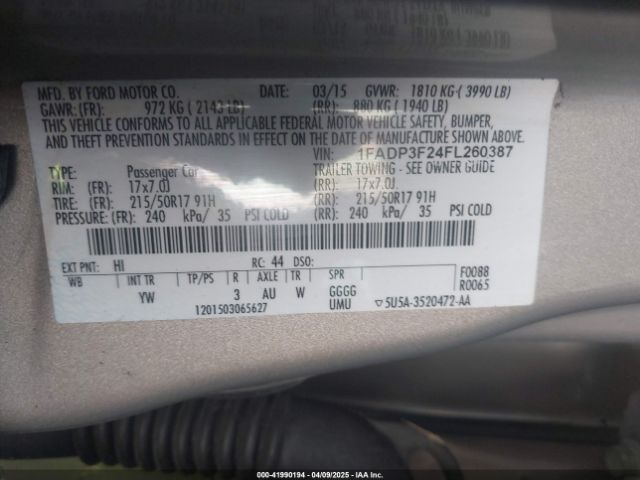 MFD. BY FORD MOTOR CO. DATE: 03/15 GVWR: 1810 KG-( 3990 LB)
GAWR: (FR): 972 KG ( 2143 LB) (RR): 880 KG ( 1940 LB)
THIS VEHICLE CONFORMS TO ALL APPLICABLE FEDERAL MOTOR VEHICLE SAFETY, BUMPER,
AND THEFT PREVENTION STANDARDS IN EFFECT ON THE DATE OF MANUFACTURE SHOWN ABOVE.
VIN: 1FADP3F24FL260387
TYPE: Passenger Car TRAILER TOWING - SEE OWNER GUIDE
RIM: (FR): 17x7.0J (RR): 17x7.0J.
TIRE: (FR): 215/50R17 91H (RR): 215/50R17 91H
PRESSURE: (FR): 240 kPa/ 35 PSI COLD (RR): 240 kPa/ 35 PSI COLD
EXT PNT: HI RC: 44 DSO: F0088
WB INT TR TP/PS R AXLE TR SPR R0065
YW 3 AU W GGGG
1201503065627 UMU ▽5U5A-3520472-AA
000-41990194 - 04/09/2025 - IAA Inc.